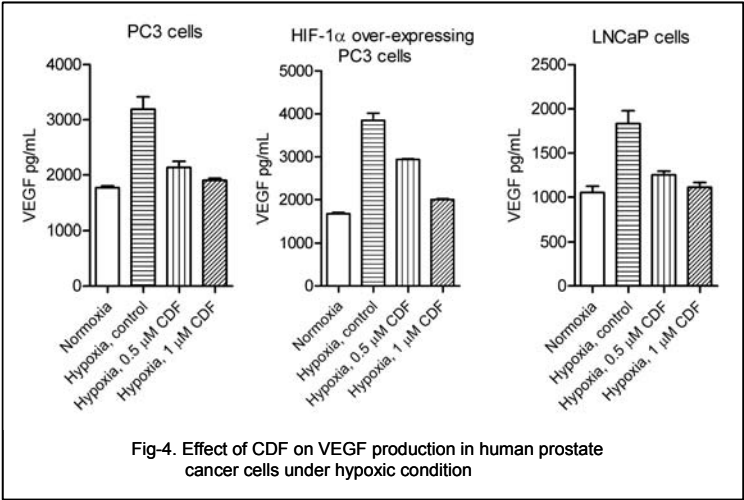 PC3 cells
VEGF pg/mL
4000
3000
2000
1000
0
Normoxia
Hypoxia, control
Hypoxia, 0.5 μM CDF
Hypoxia, 1 μM CDF
HIF-1α over-expressing
PC3 cells
VEGF pg/mL
5000
4000
3000
2000
1000
0
Normoxia
Hypoxia, control
Hypoxia, 0.5 μM CDF
Hypoxia, 1 μM CDF
LNCaP cells
VEGF pg/mL
2500
2000
1500
1000
500
0
Normoxia
Hypoxia, control
Hypoxia, 0.5 μM CDF
Hypoxia, 1 μM CDF
Fig-4. Effect of CDF on VEGF production in human prostate
cancer cells under hypoxic condition